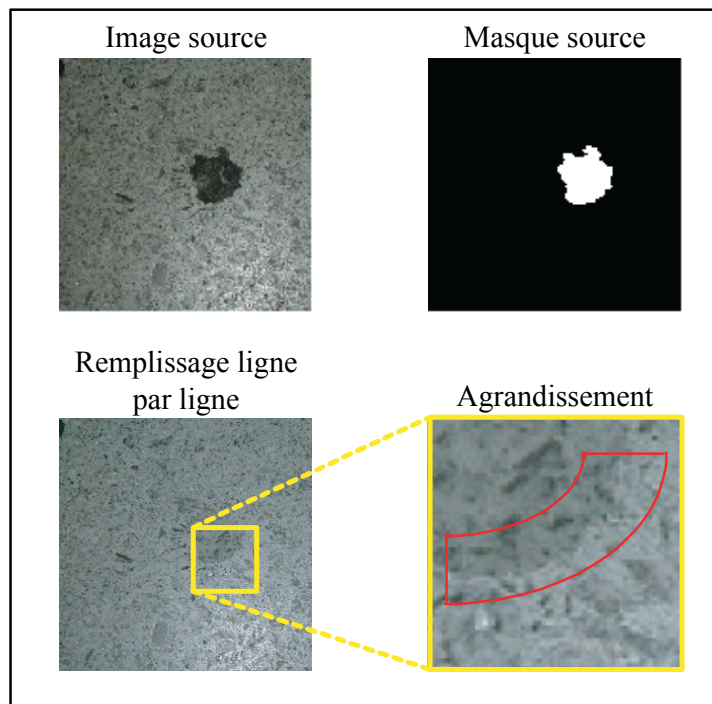 Image source
Masque source
Remplissage ligne
par ligne
Agrandissement